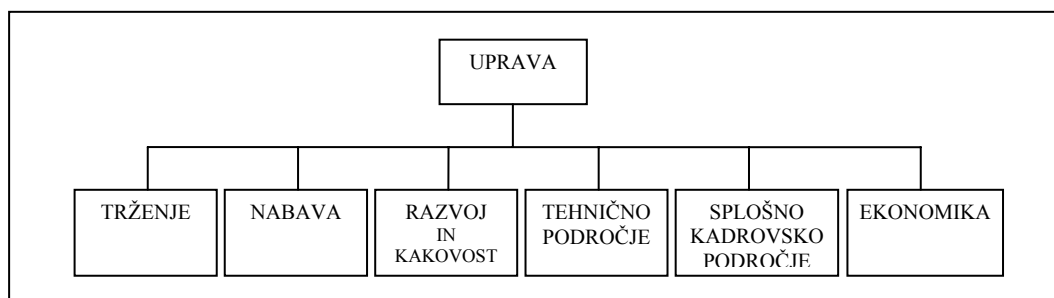 UPRAVA
TRŽENJE
NABAVA
RAZVOJ
IN
KAKOVOST
TEHNIČNO
PODROČJE
SPLOŠNO
KADROVSKO
PODROČJE
EKONOMIKA